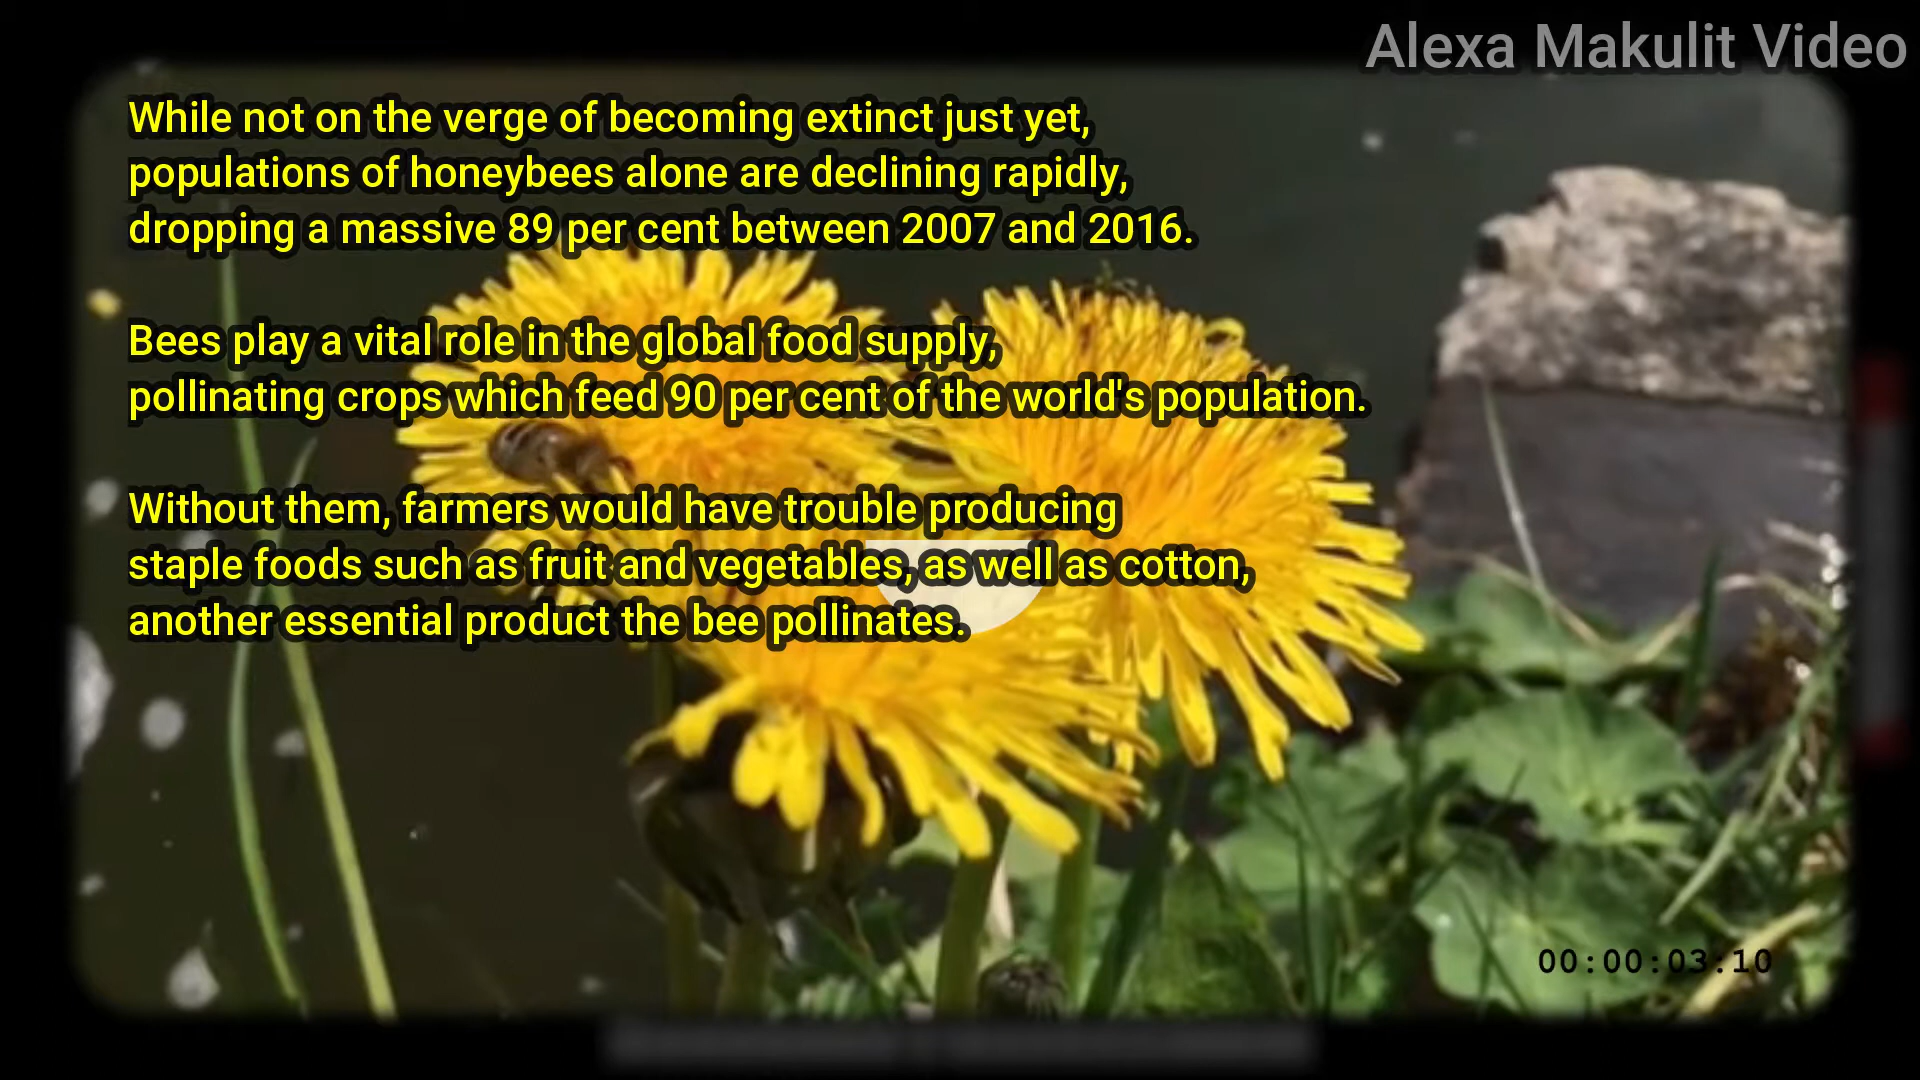 Alexa Makulit Video
While not on the verge of becoming extinct just yet,
populations of honeybees alone are declining rapidly,
dropping a massive 89 per cent between 2007 and 2016.
Bees play a vital role in the global food supply,
pollinating crops which feed 90 per cent of the world's population.
Without them, farmers would have trouble producing
staple foods such as fruit and vegetables, as well as cotton,
another essential product the bee pollinates.
00:00:03:10